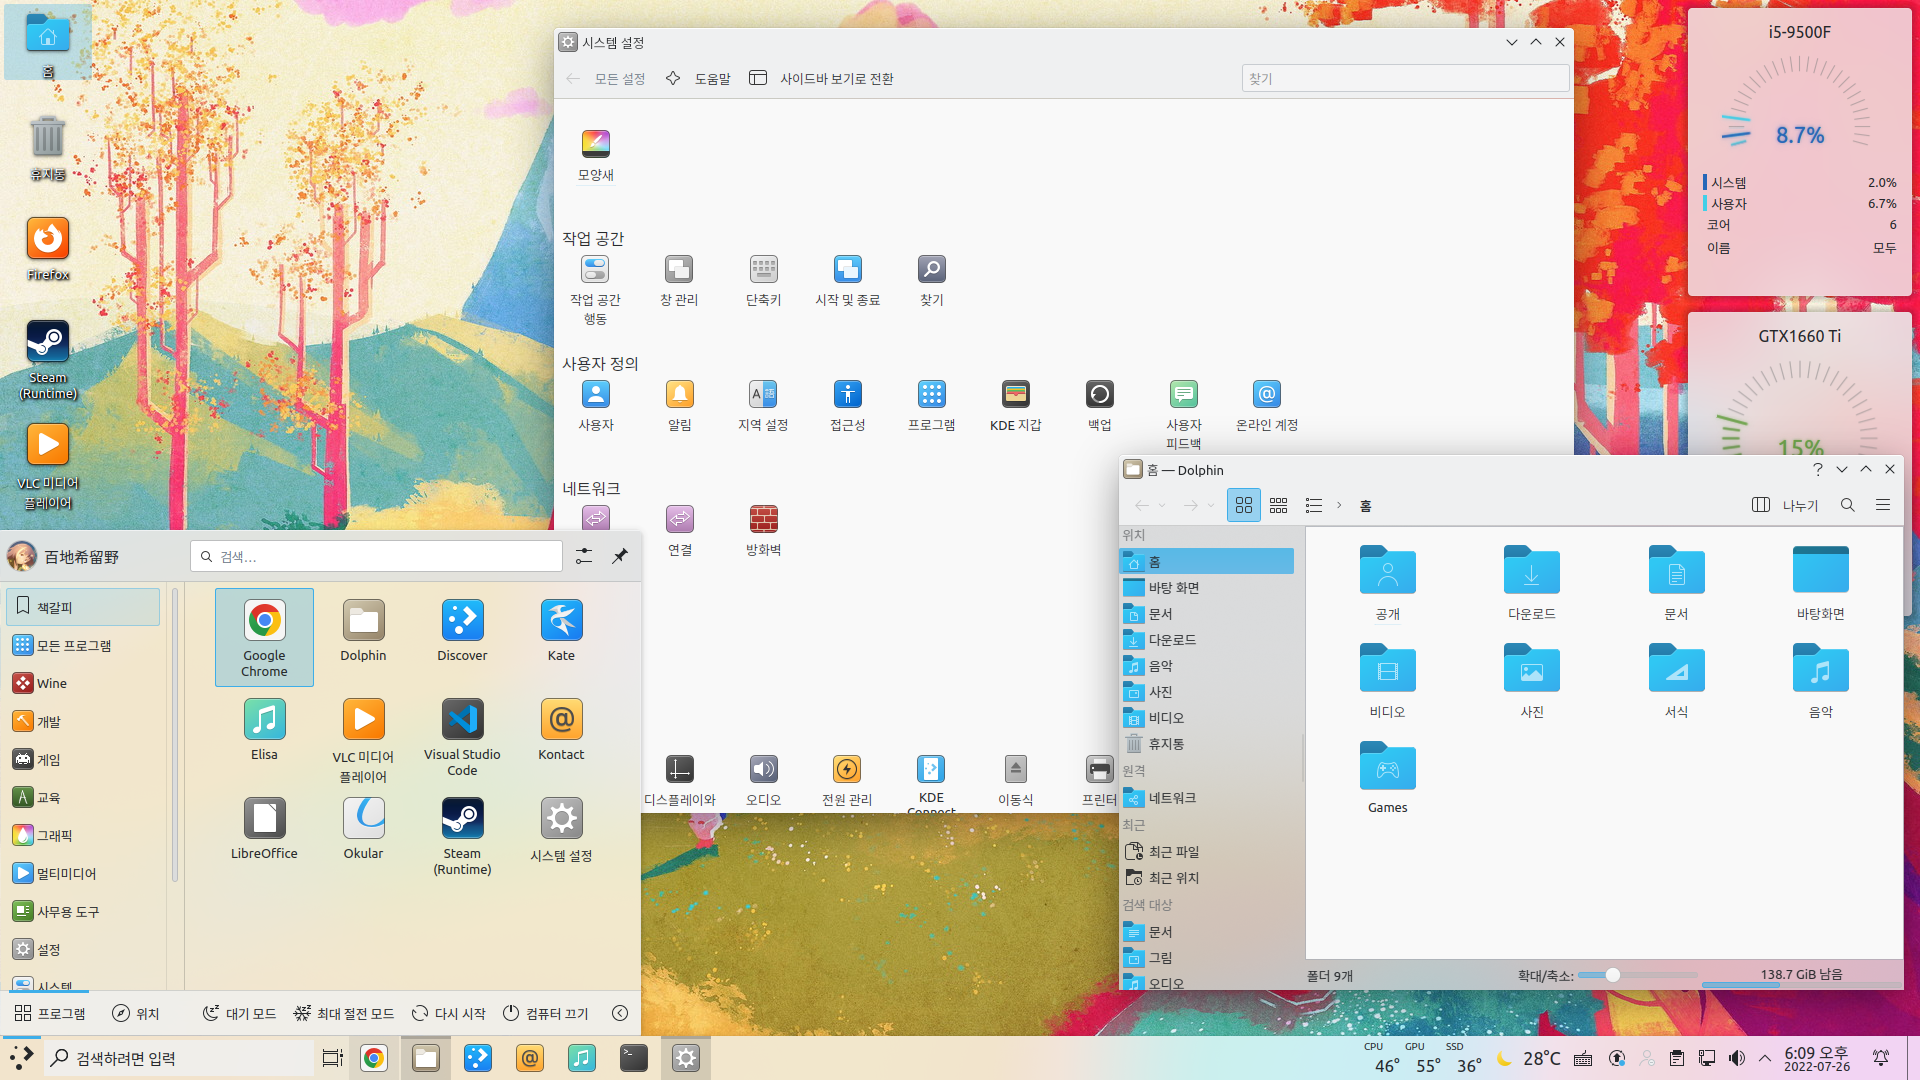 홈
휴지통
Firefox
Steam
(Runtime)
VLC 미디어
플레이어
시스템 설정
모든 설정
도움말
사이드바 보기로 전환
찾기
모양새
작업 공간
작업 공간
행동
창 관리
단축키
시작 및 종료
찾기
사용자 정의
사용자
알림
지역 설정
접근성
프로그램
KDE 지갑
백업
사용자
피드백
온라인 계정
네트워크
연결
방화벽
디스플레이와
오디오
전원 관리
KDE
Connect
이동식
프린터
i5-9500F
8.7%
시스템 2.0%
사용자 6.7%
코어 6
이름 모두
GTX1660 Ti
15%
홈 — Dolphin
홈
나누기
위치
홈
바탕 화면
문서
다운로드
음악
사진
비디오
휴지통
원격
네트워크
최근
최근 파일
최근 위치
검색 대상
문서
그림
오디오
공개
다운로드
문서
바탕화면
비디오
사진
서식
음악
Games
폴더 9개
확대/축소:
138.7 GiB 남음
百地希留野
검색...
책갈피
모든 프로그램
Wine
개발
게임
교육
그래픽
멀티미디어
사무용 도구
설정
시스템
Google
Chrome
Dolphin
Discover
Kate
Elisa
VLC 미디어
플레이어
Visual Studio
Code
Kontact
LibreOffice
Okular
Steam
(Runtime)
시스템 설정
프로그램
위치
대기 모드
최대 절전 모드
다시 시작
컴퓨터 끄기
검색하려면 입력
CPU
46°
GPU
55°
SSD
36°
28°C
6:09 오후
2022-07-26